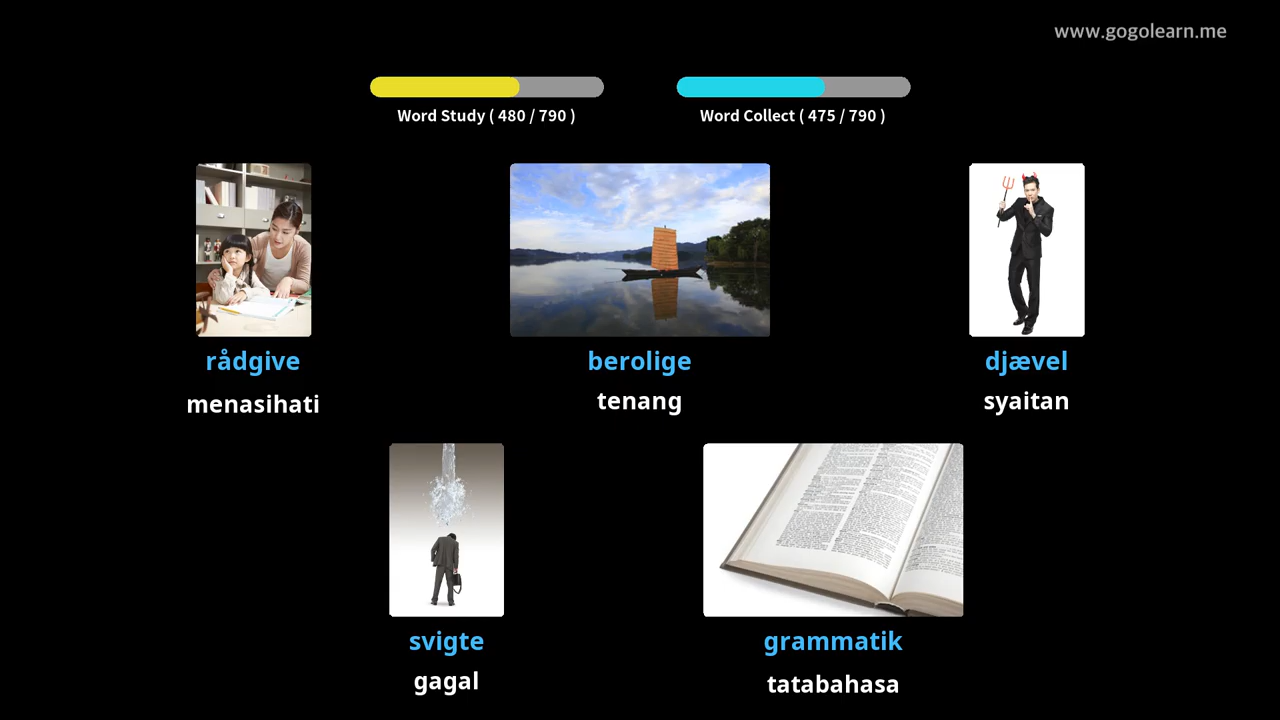 www.gogolearn.me
Word Study ( 480 / 790 )
Word Collect ( 475 / 790 )
rådgive
menasihati
berolige
tenang
djævel
syaitan
svigte
gagal
grammatik
tatabahasa